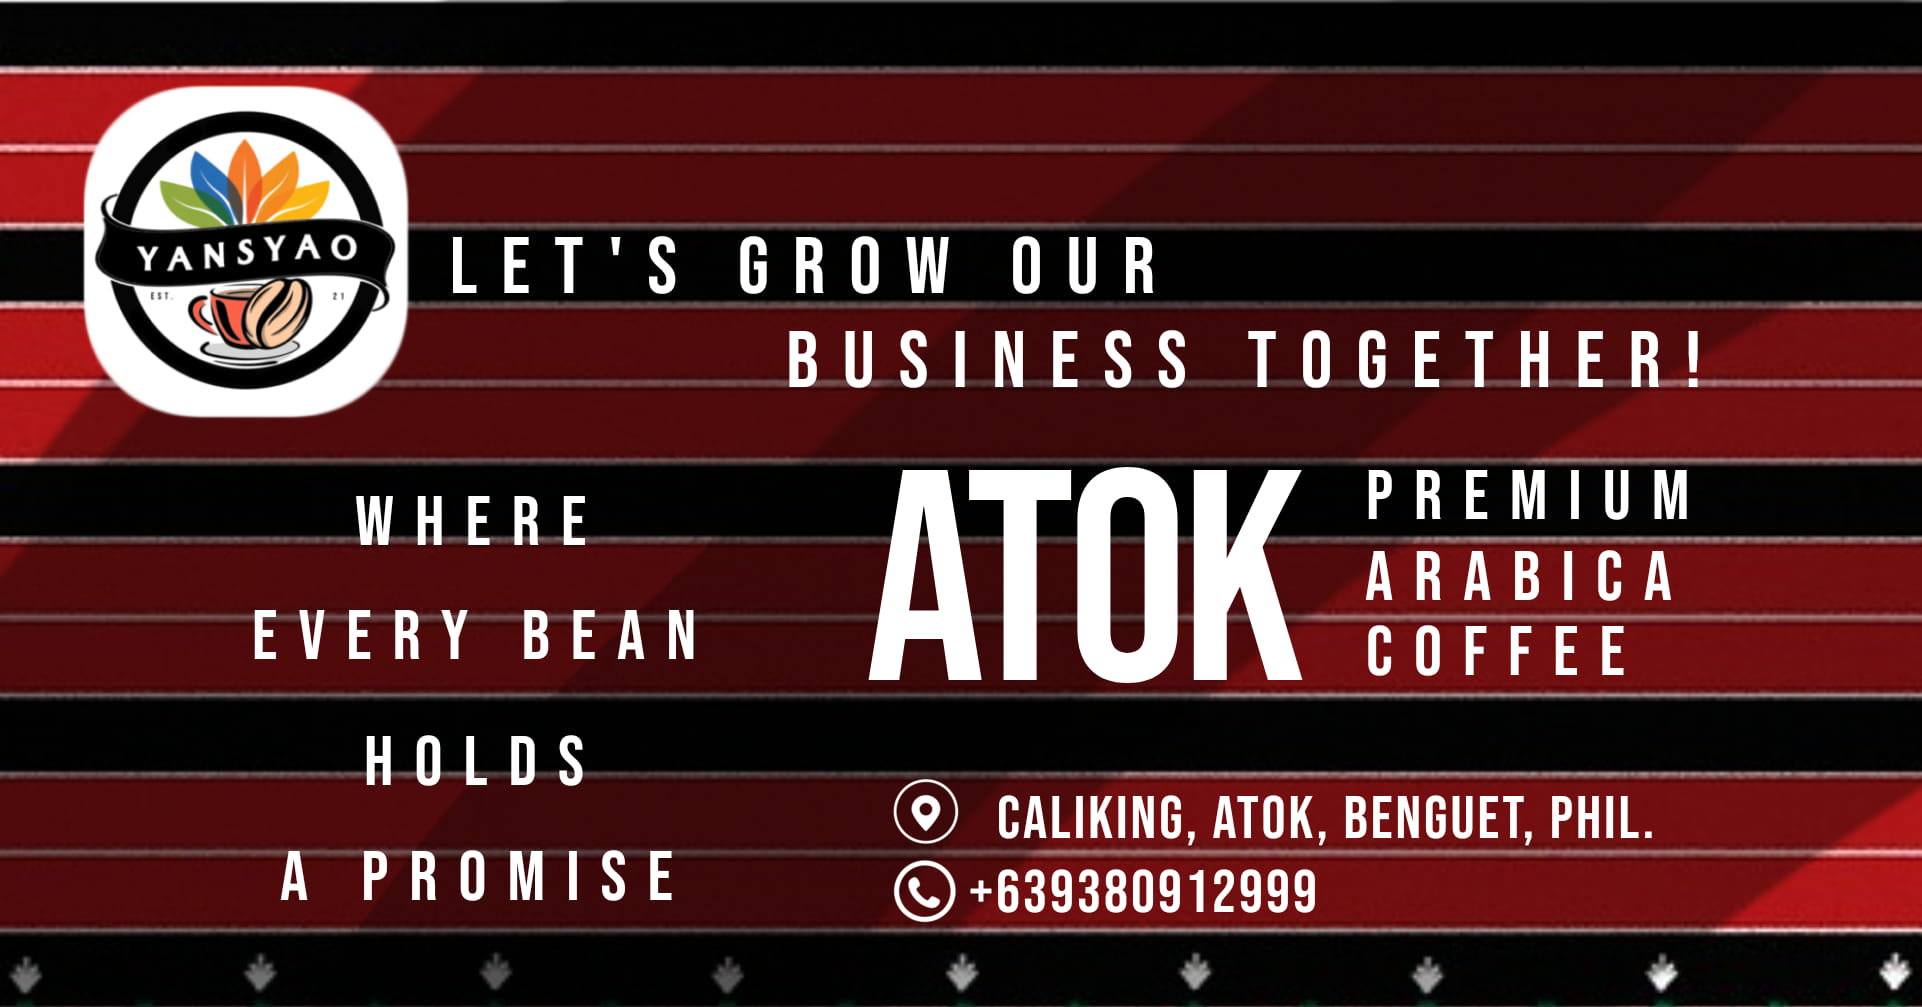 YANSYAO
EST. 21
LET'S GROW OUR
BUSINESS TOGETHER!
WHERE
EVERY BEAN
HOLDS
A PROMISE
ATOK
PREMIUM
ARABICA
COFFEE
CALIKING, ATOK, BENGUET, PHIL.
+639380912999